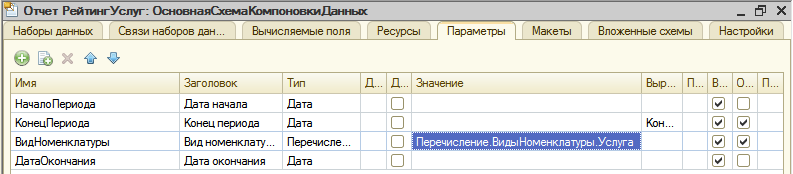 Отчет РейтингУслуг: ОсновнаяСхемаКомпоновкиДанных
Наборы данных Связи наборов дан... Вычисляемые поля Ресурсы Параметры Макеты Вложенные схемы Настройки
Имя Заголовок Тип Д... Д... Значение Выр... П... В... О... П...
НачалоПериода Дата начала Дата
КонецПериода Конец периода Дата Кон...
ВидНоменклатуры Вид номенклату... Перечисле... Перечисление.ВидыНоменклатуры.Услуга
ДатаОкончания Дата окончания Дата